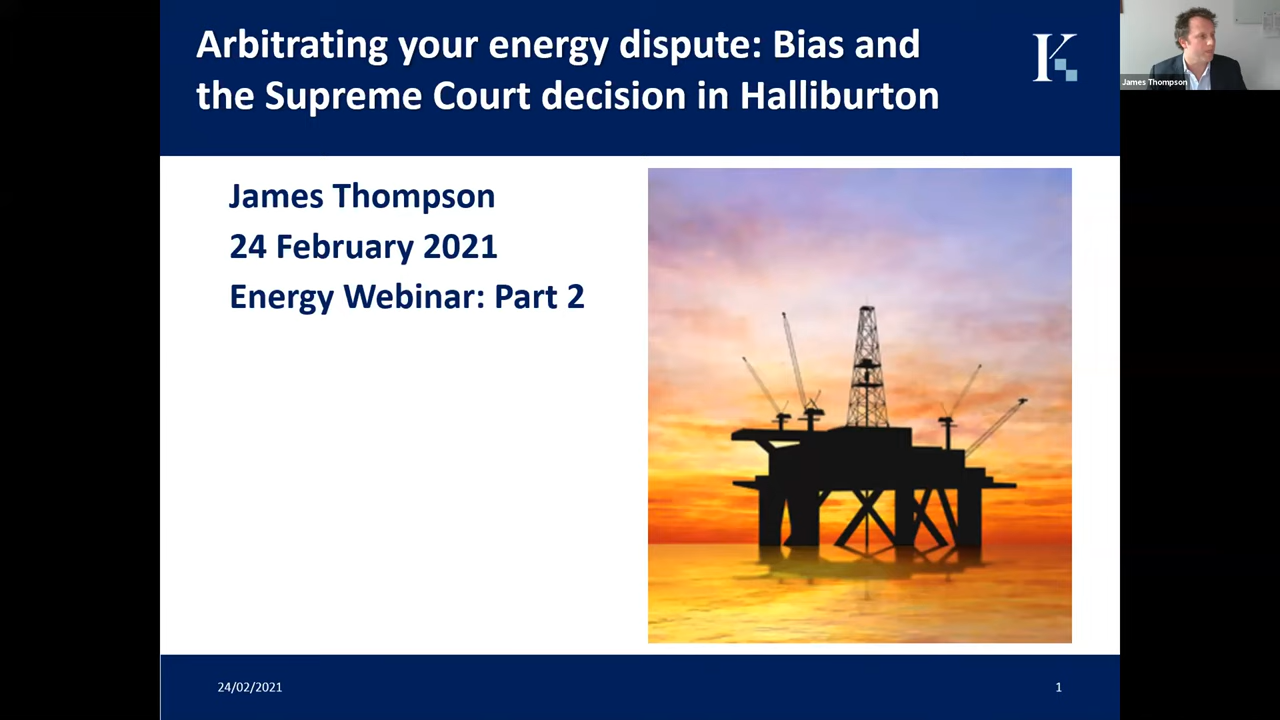 Arbitrating your energy dispute: Bias and
the Supreme Court decision in Halliburton
K
James Thompson
James Thompson
24 February 2021
Energy Webinar: Part 2
24/02/2021
1